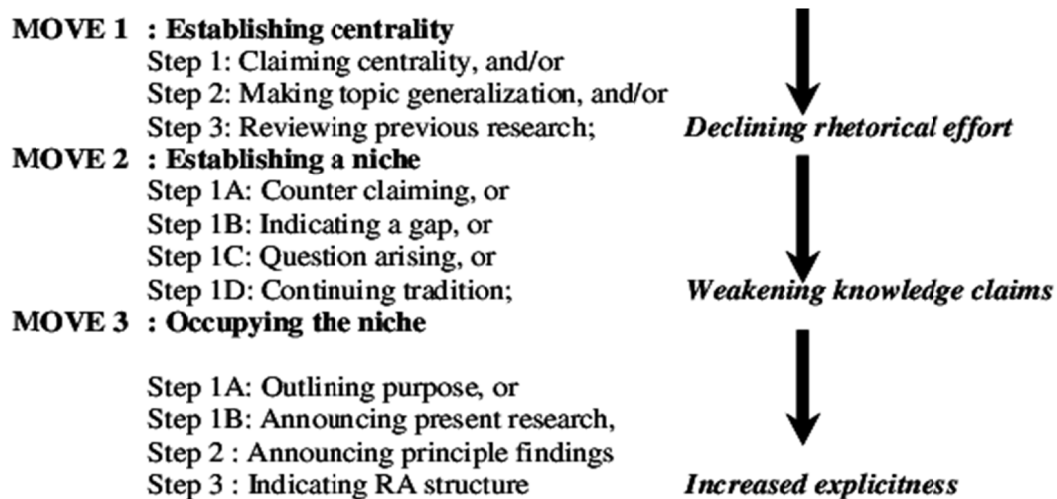 MOVE 1 : Establishing centrality
Step 1: Claiming centrality, and/or
Step 2: Making topic generalization, and/or
Step 3: Reviewing previous research; Declining rhetorical effort
MOVE 2 : Establishing a niche
Step 1A: Counter claiming, or
Step 1B: Indicating a gap, or
Step 1C: Question arising, or
Step 1D: Continuing tradition; Weakening knowledge claims
MOVE 3 : Occupying the niche
Step 1A: Outlining purpose, or
Step 1B: Announcing present research,
Step 2 : Announcing principle findings
Step 3 : Indicating RA structure Increased explicitness